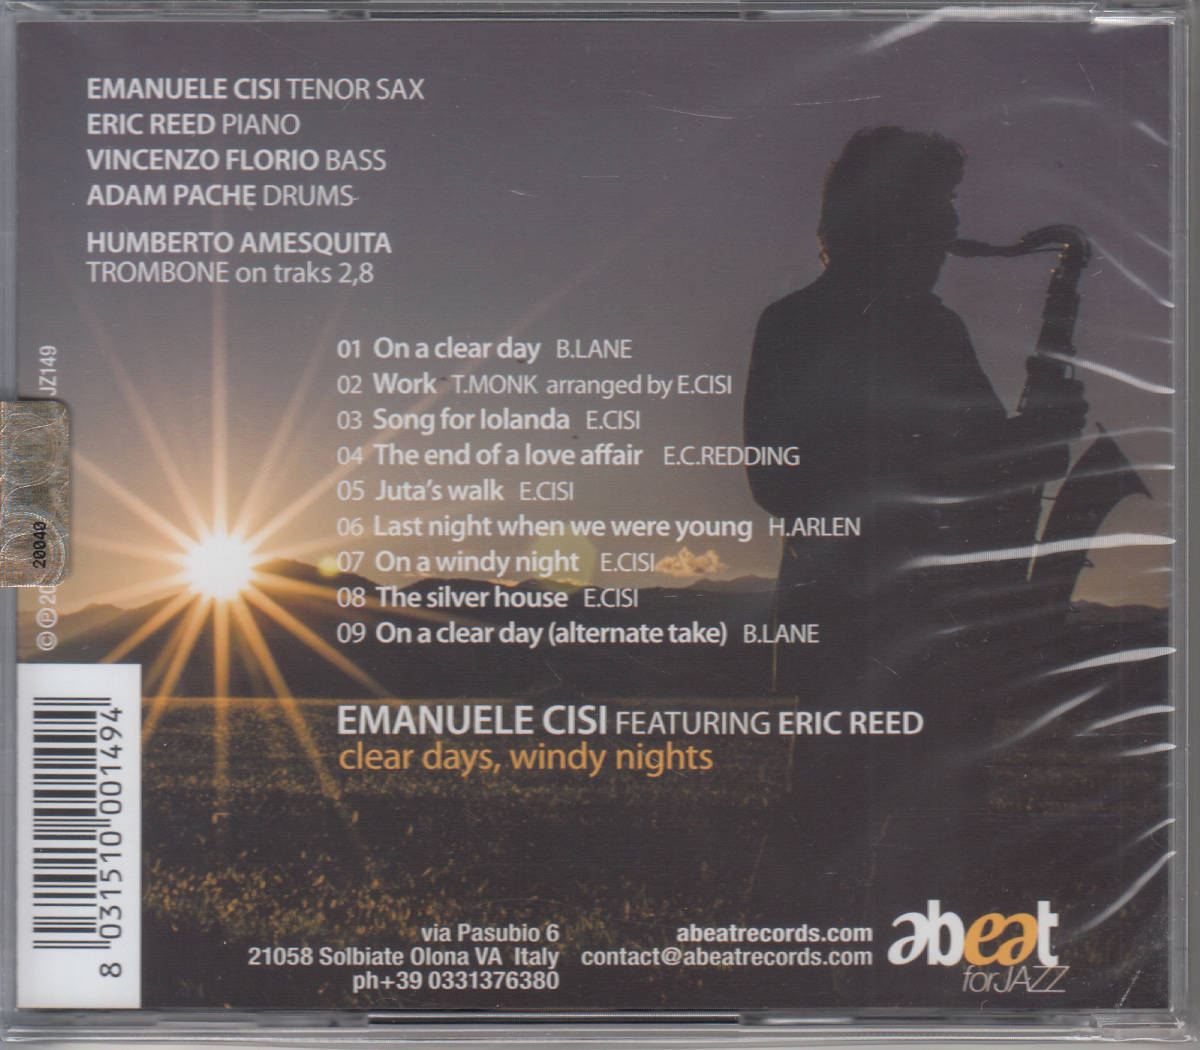 EMANUELE CISI TENOR SAX
ERIC REED PIANO
VINCENZO FLORIO BASS
ADAM PACHE DRUMS
HUMBERTO AMESQUITA
TROMBONE on traks 2,8
01 On a clear day B.LANE
02 Work T.MONK arranged by E.CISI
03 Song for Iolanda E.CISI
04 The end of a love affair E.C.REDDING
05 Juta's walk E.CISI
06 Last night when we were young H.ARLEN
07 On a windy night E.CISI
08 The silver house E.CISI
09 On a clear day (alternate take) B.LANE
EMANUELE CISI FEATURING ERIC REED
clear days, windy nights
via Pasubio 6
21058 Solbiate Olona VA Italy
ph+39 0331376380
abeatrecords.com
contact@abeatrecords.com
abeat
forJAZZ
JZ149
20040
© ℗ 20
8 031510 001494